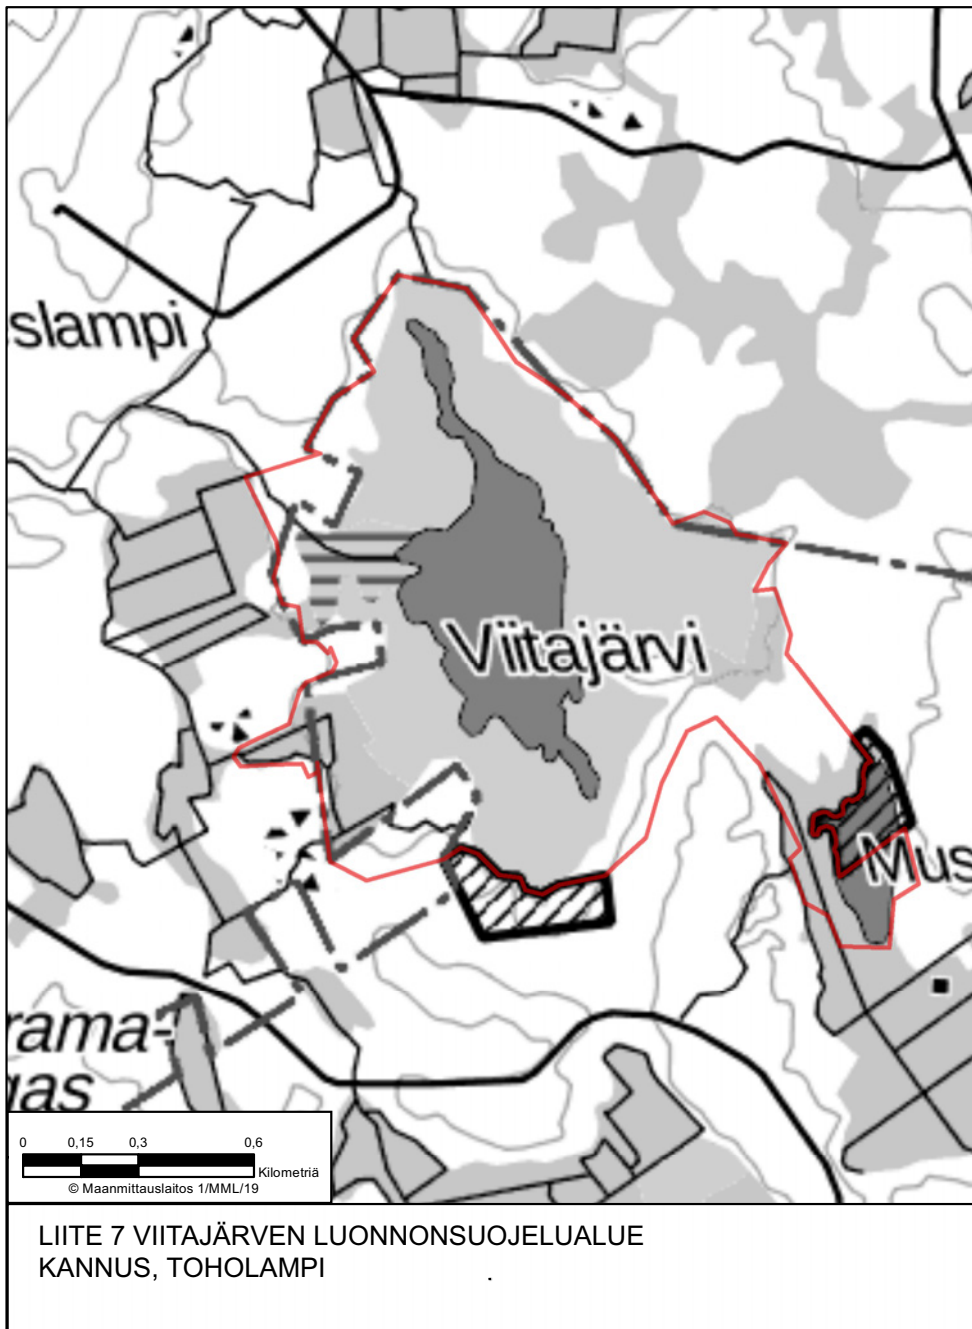 slampi
Viitajärvi
Mus
rama-
gas
0 0,15 0,3 0,6
Kilometriä
© Maanmittauslaitos 1/MML/19
LIITE 7 VIITAJÄRVEN LUONNONSUOJELUALUE
KANNUS, TOHOLAMPI